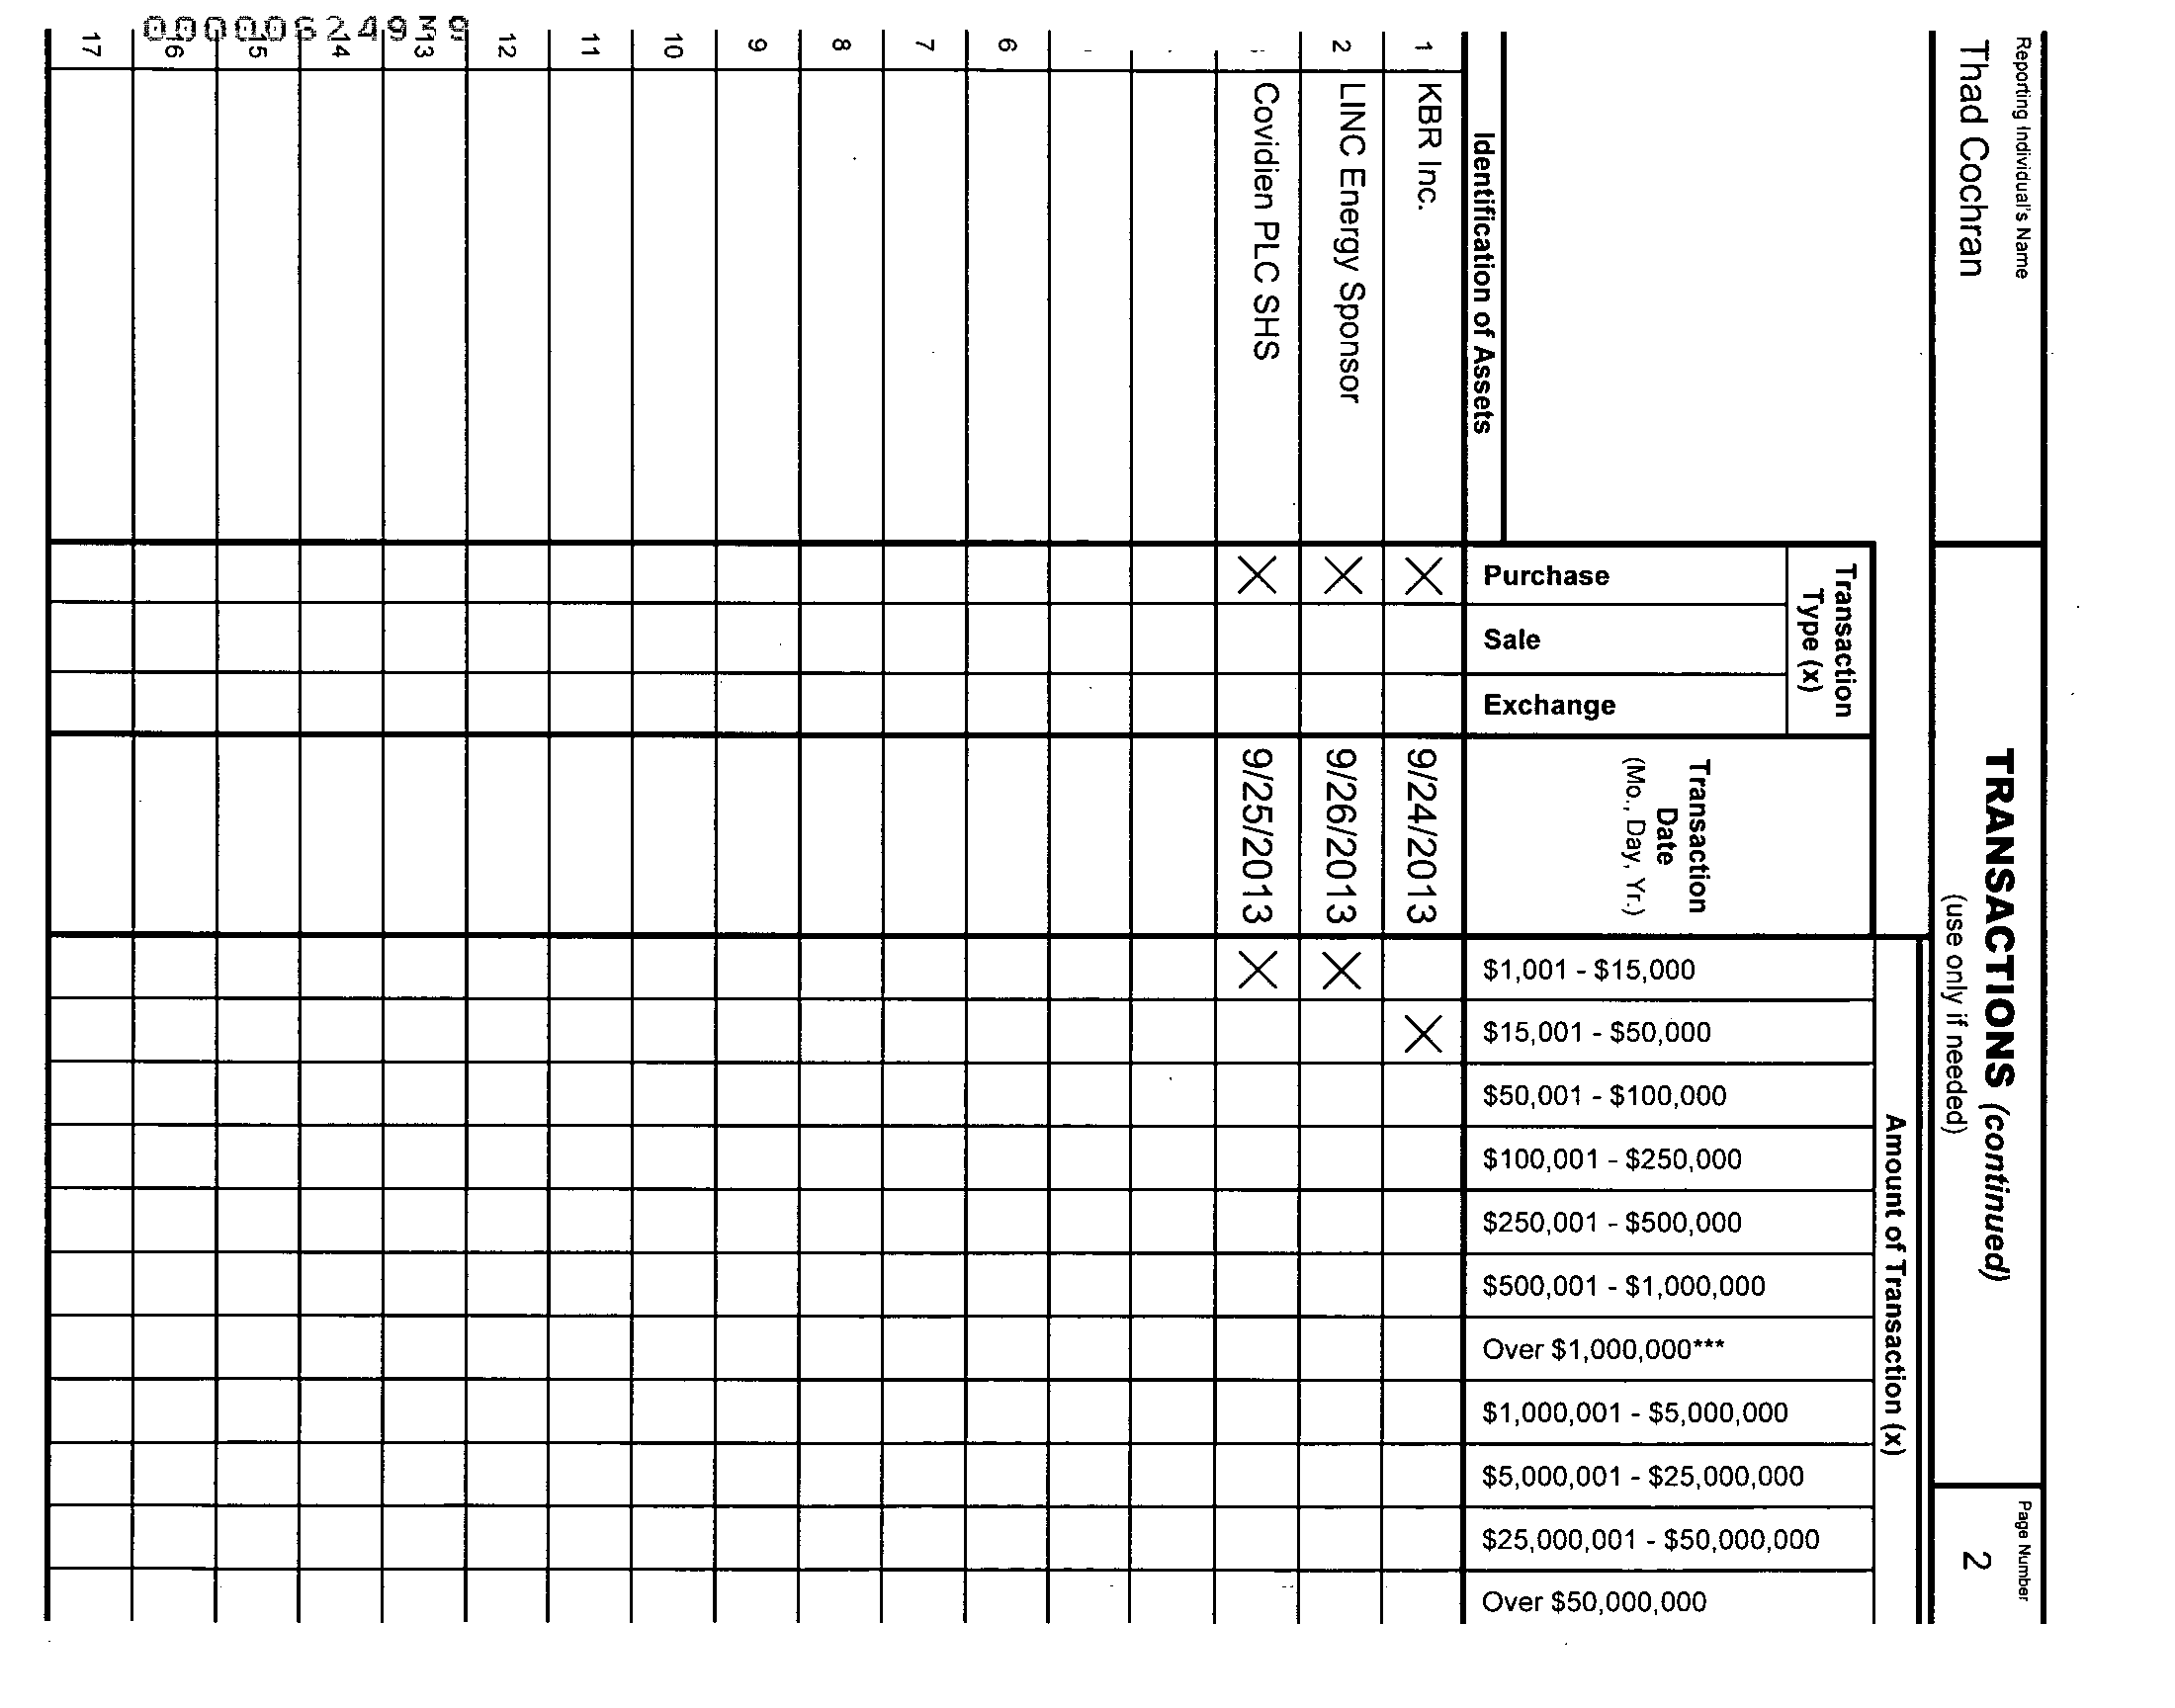 Reporting Individual's Name
Thad Cochran
TRANSACTIONS (continued)
(use only if needed)
Page Number
2
Identification of Assets
Transaction
Type (x)
Purchase
Sale
Exchange
Transaction
Date
(Mo., Day, Yr.)
Amount of Transaction (x)
$1,001 - $15,000
$15,001 - $50,000
$50,001 - $100,000
$100,001 - $250,000
$250,001 - $500,000
$500,001 - $1,000,000
Over $1,000,000***
$1,000,001 - $5,000,000
$5,000,001 - $25,000,000
$25,000,001 - $50,000,000
Over $50,000,000
1 KBR Inc. X 9/24/2013 X
2 LINC Energy Sponsor X 9/26/2013 X
Covidien PLC SHS X 9/25/2013 X
6
7
8
9
10
11
12
13
14
15
16
17
00000624939